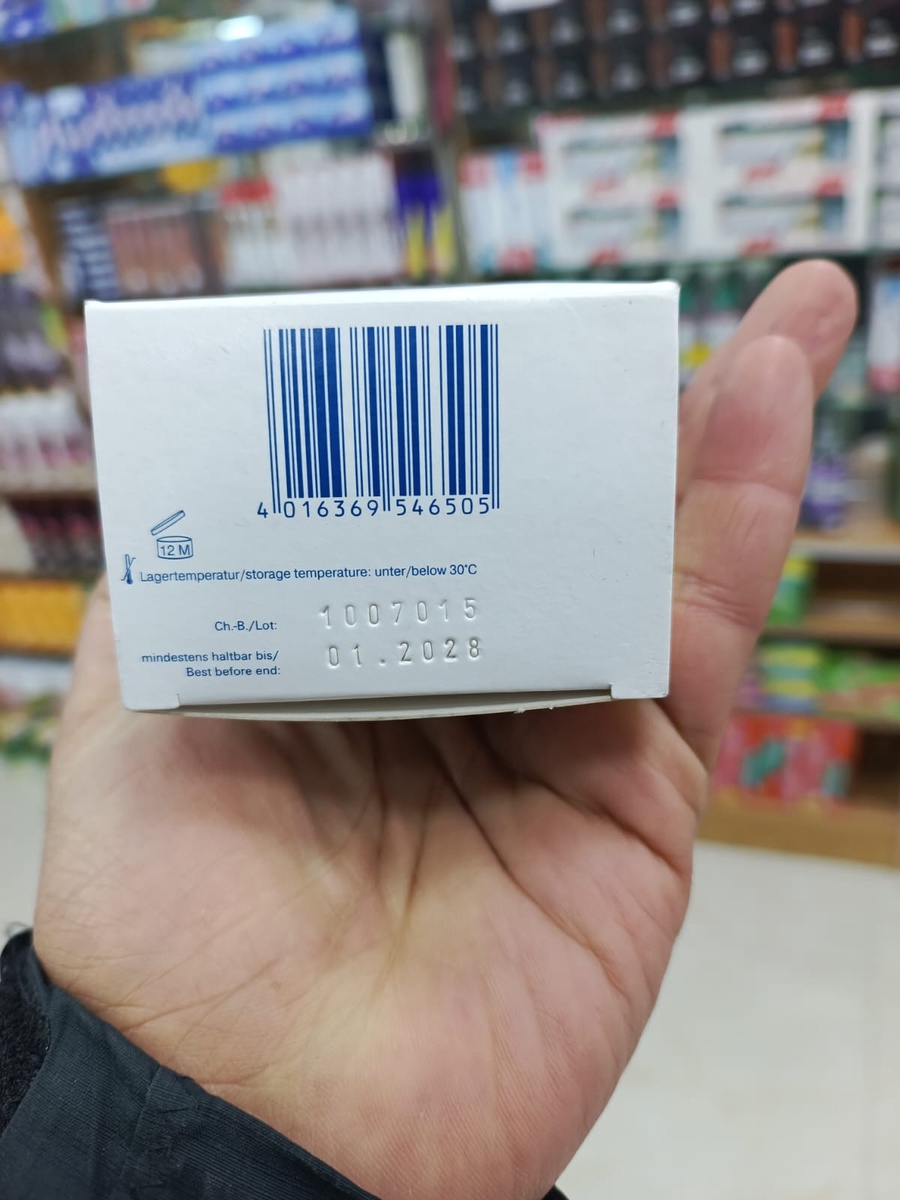 4 016369 546505
12 M
Lagertemperatur/storage temperature: unter/below 30°C
Ch.-B./Lot: 1007015
mindestens haltbar bis/
Best before end: 01.2028